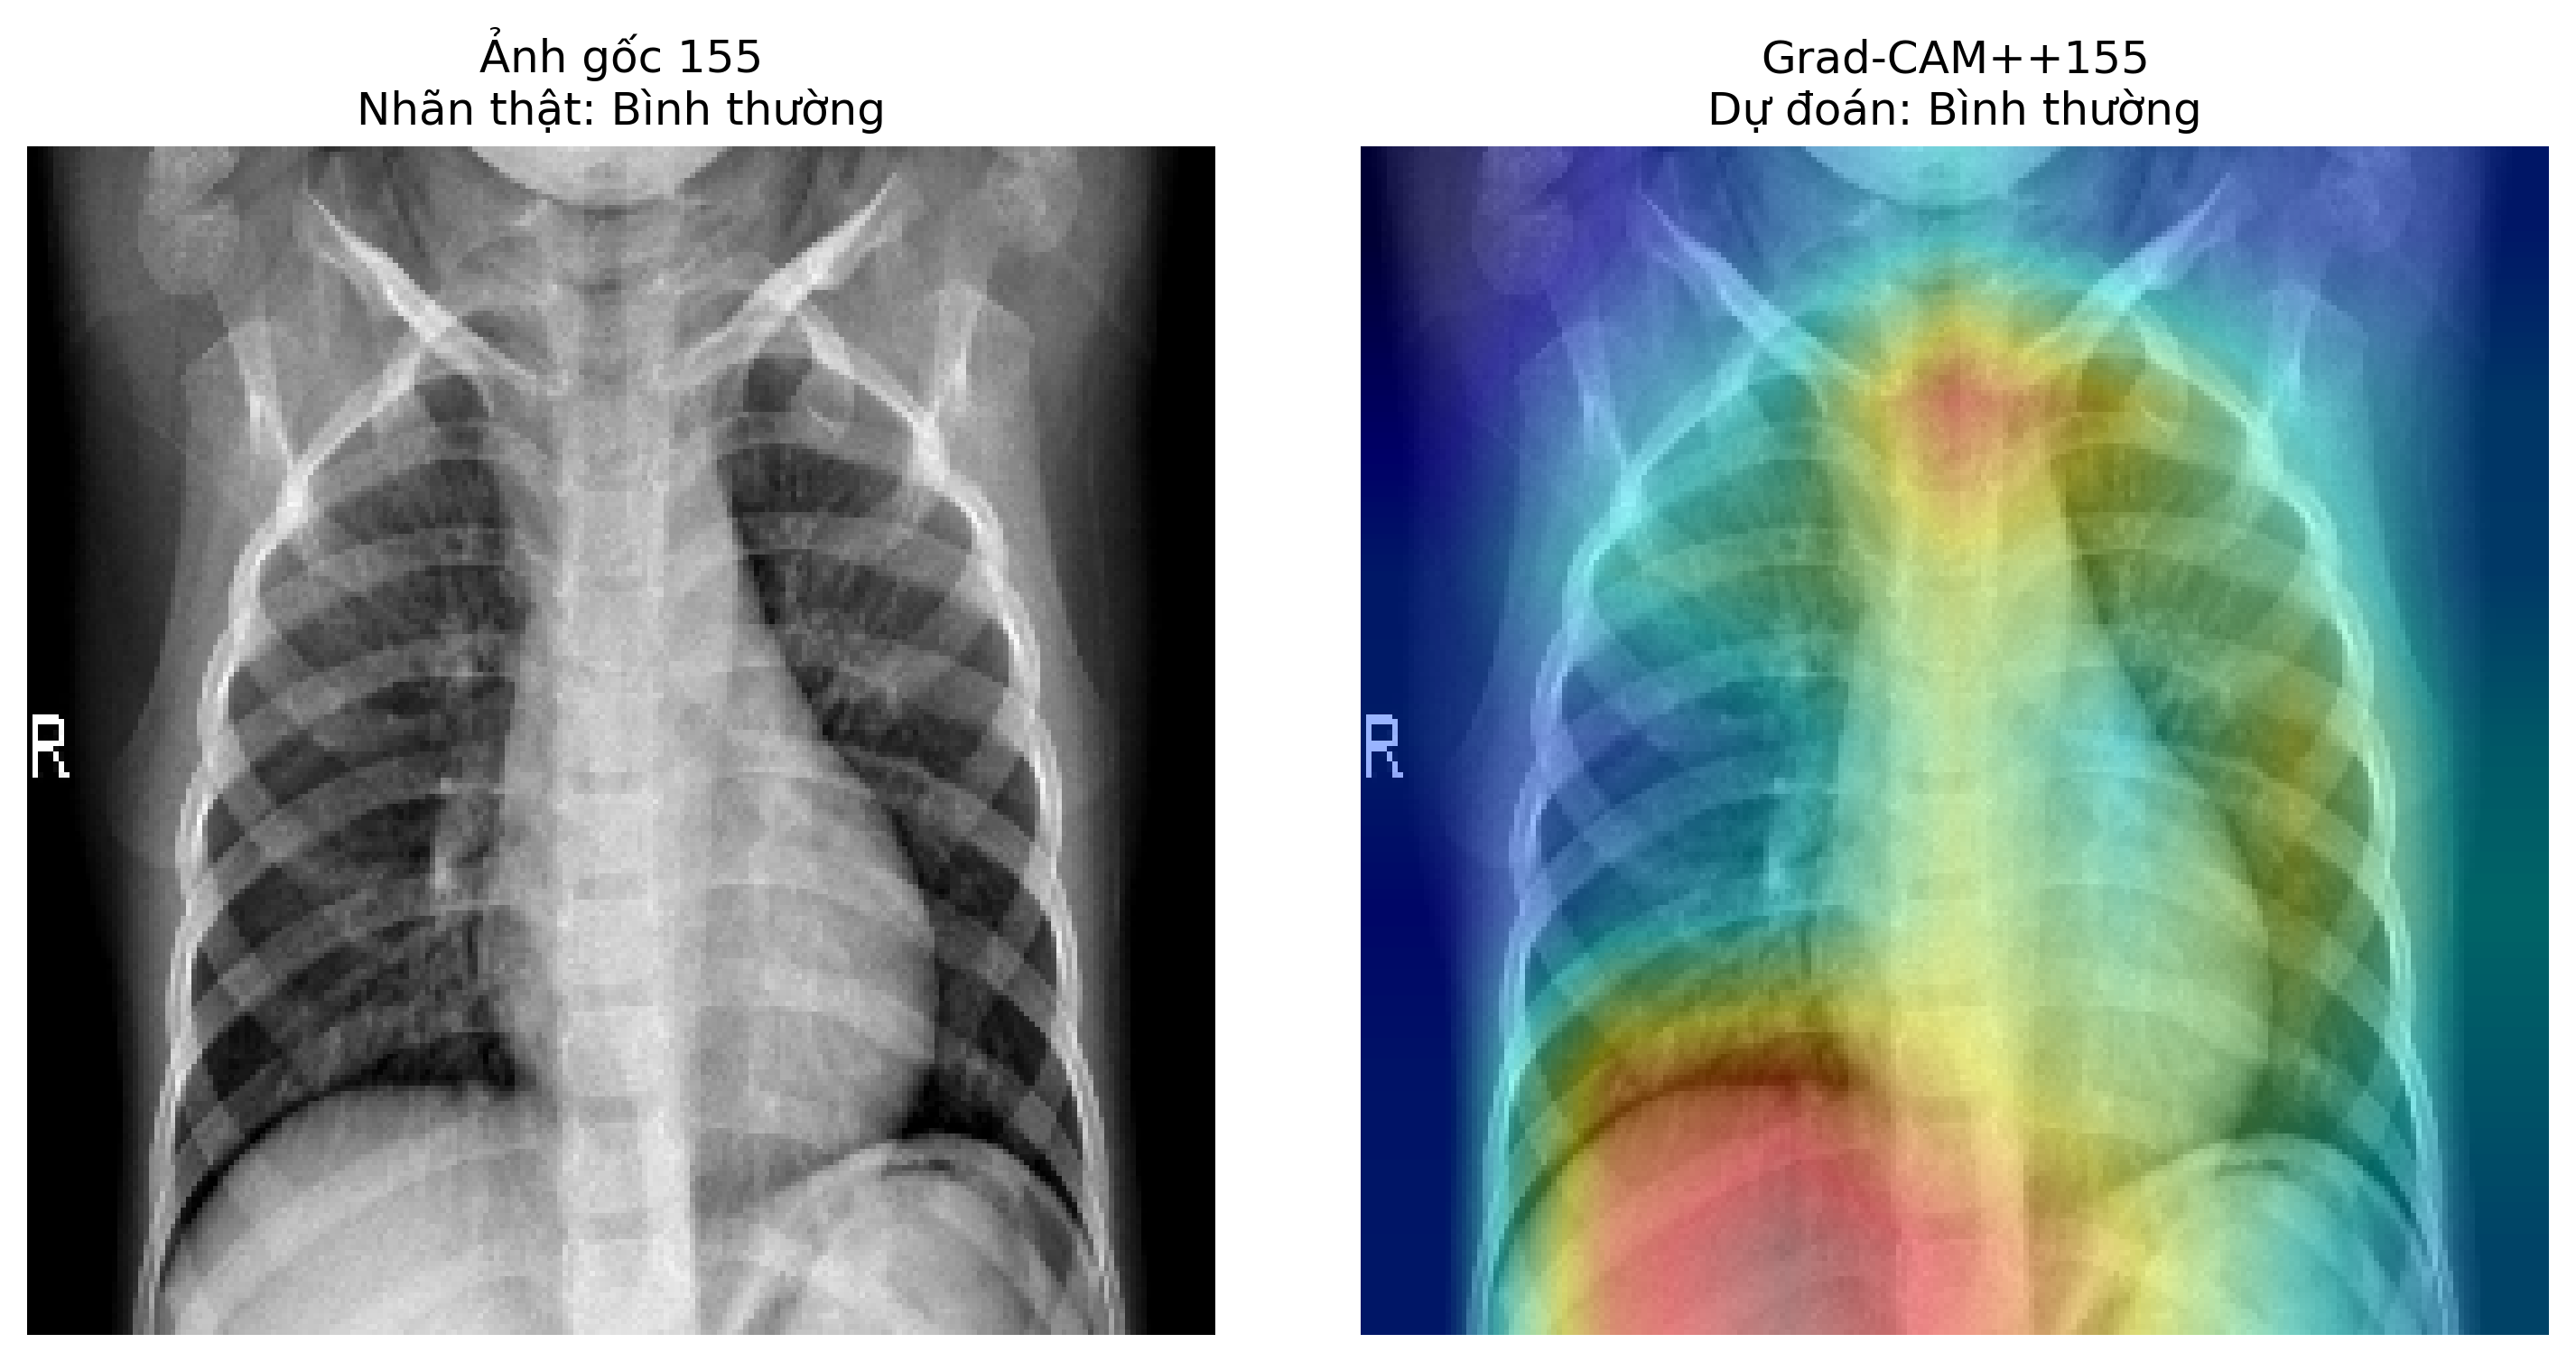 Ảnh gốc 155
Nhãn thật: Bình thường
Grad-CAM++155
Dự đoán: Bình thường
R
R